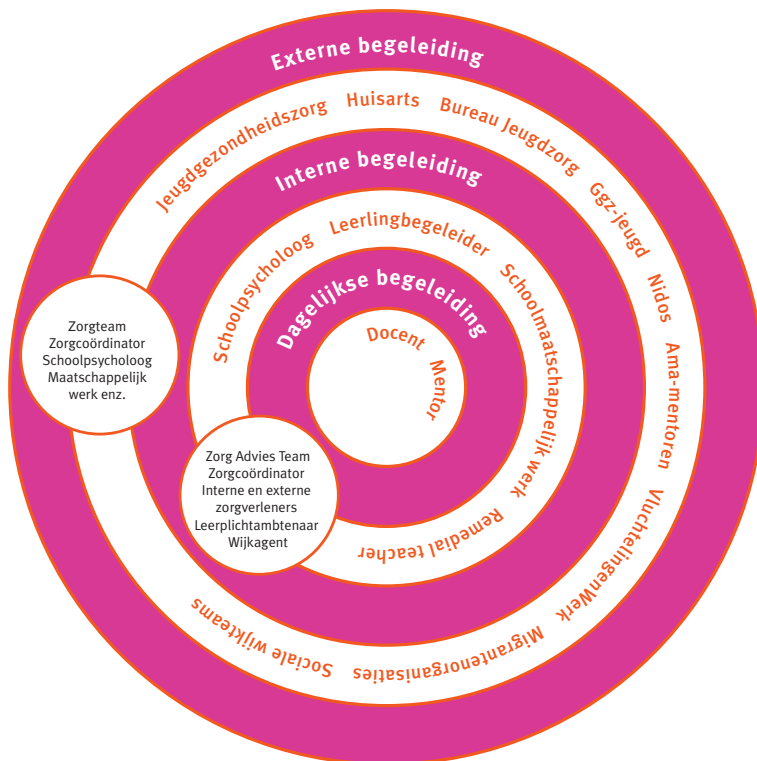 Externe begeleiding
Jeugdgezondheidszorg
Huisarts
Bureau Jeugdzorg
Ggz-jeugd
Nidos
Ama-mentoren
VluchtelingenWerk
Migrantenorganisaties
Sociale wijkteams
Interne begeleiding
Schoolpsycholoog
Leerlingbegeleider
Schoolmaatschappelijk werk
Remedial teacher
Dagelijkse begeleiding
Docent
Mentor
Zorgteam
Zorgcoördinator
Schoolpsycholoog
Maatschappelijk
werk enz.
Zorg Advies Team
Zorgcoördinator
Interne en externe
zorgverleners
Leerplichtambtenaar
Wijkagent